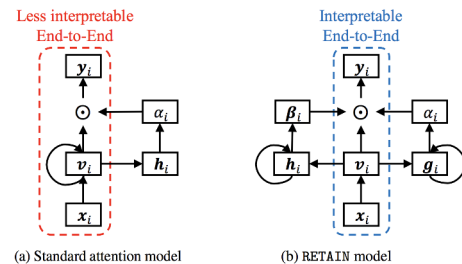 Less interpretable
End-to-End
Interpretable
End-to-End
y_i
y_i
⊙
α_i
β_i
⊙
α_i
v_i
h_i
h_i
v_i
g_i
x_i
x_i
(a) Standard attention model
(b) RETAIN model